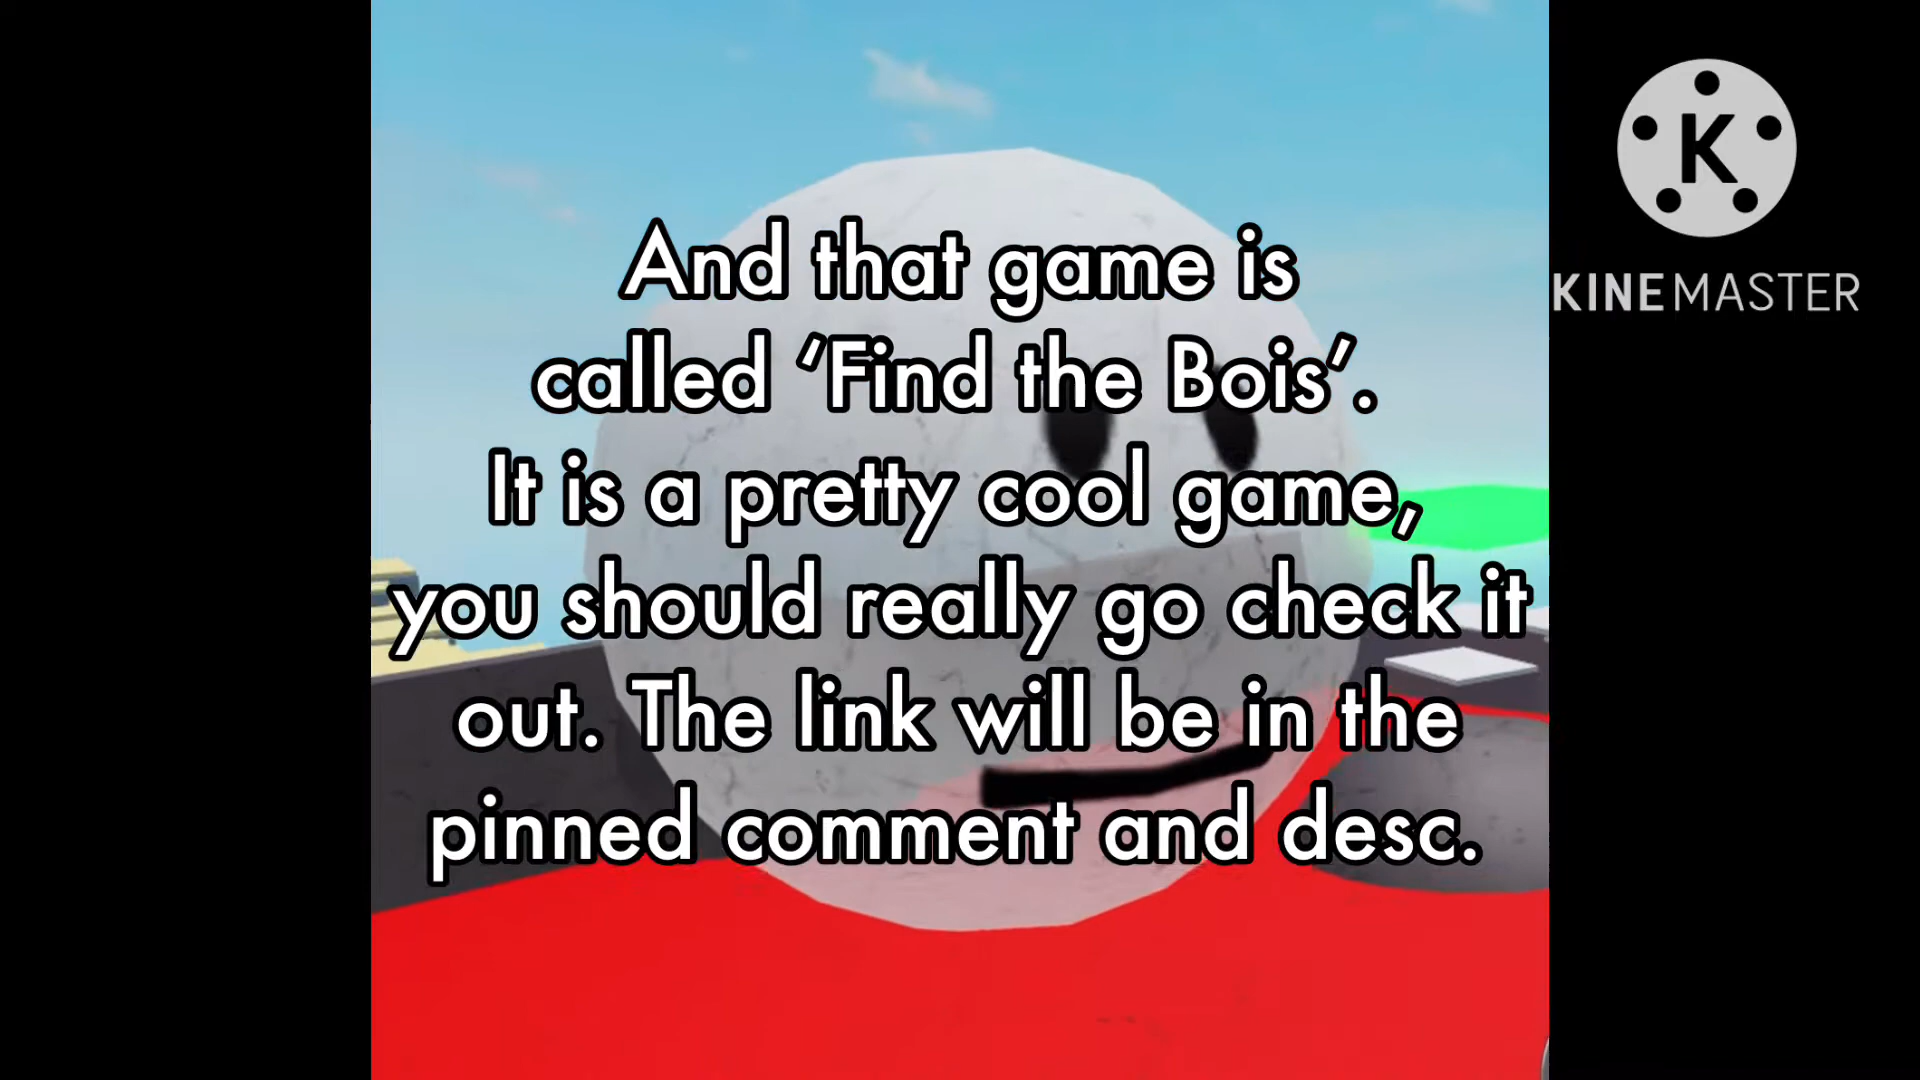 And that game is
called ‘Find the Bois’.
It is a pretty cool game,
you should really go check it
out. The link will be in the
pinned comment and desc.
K
KINEMASTER